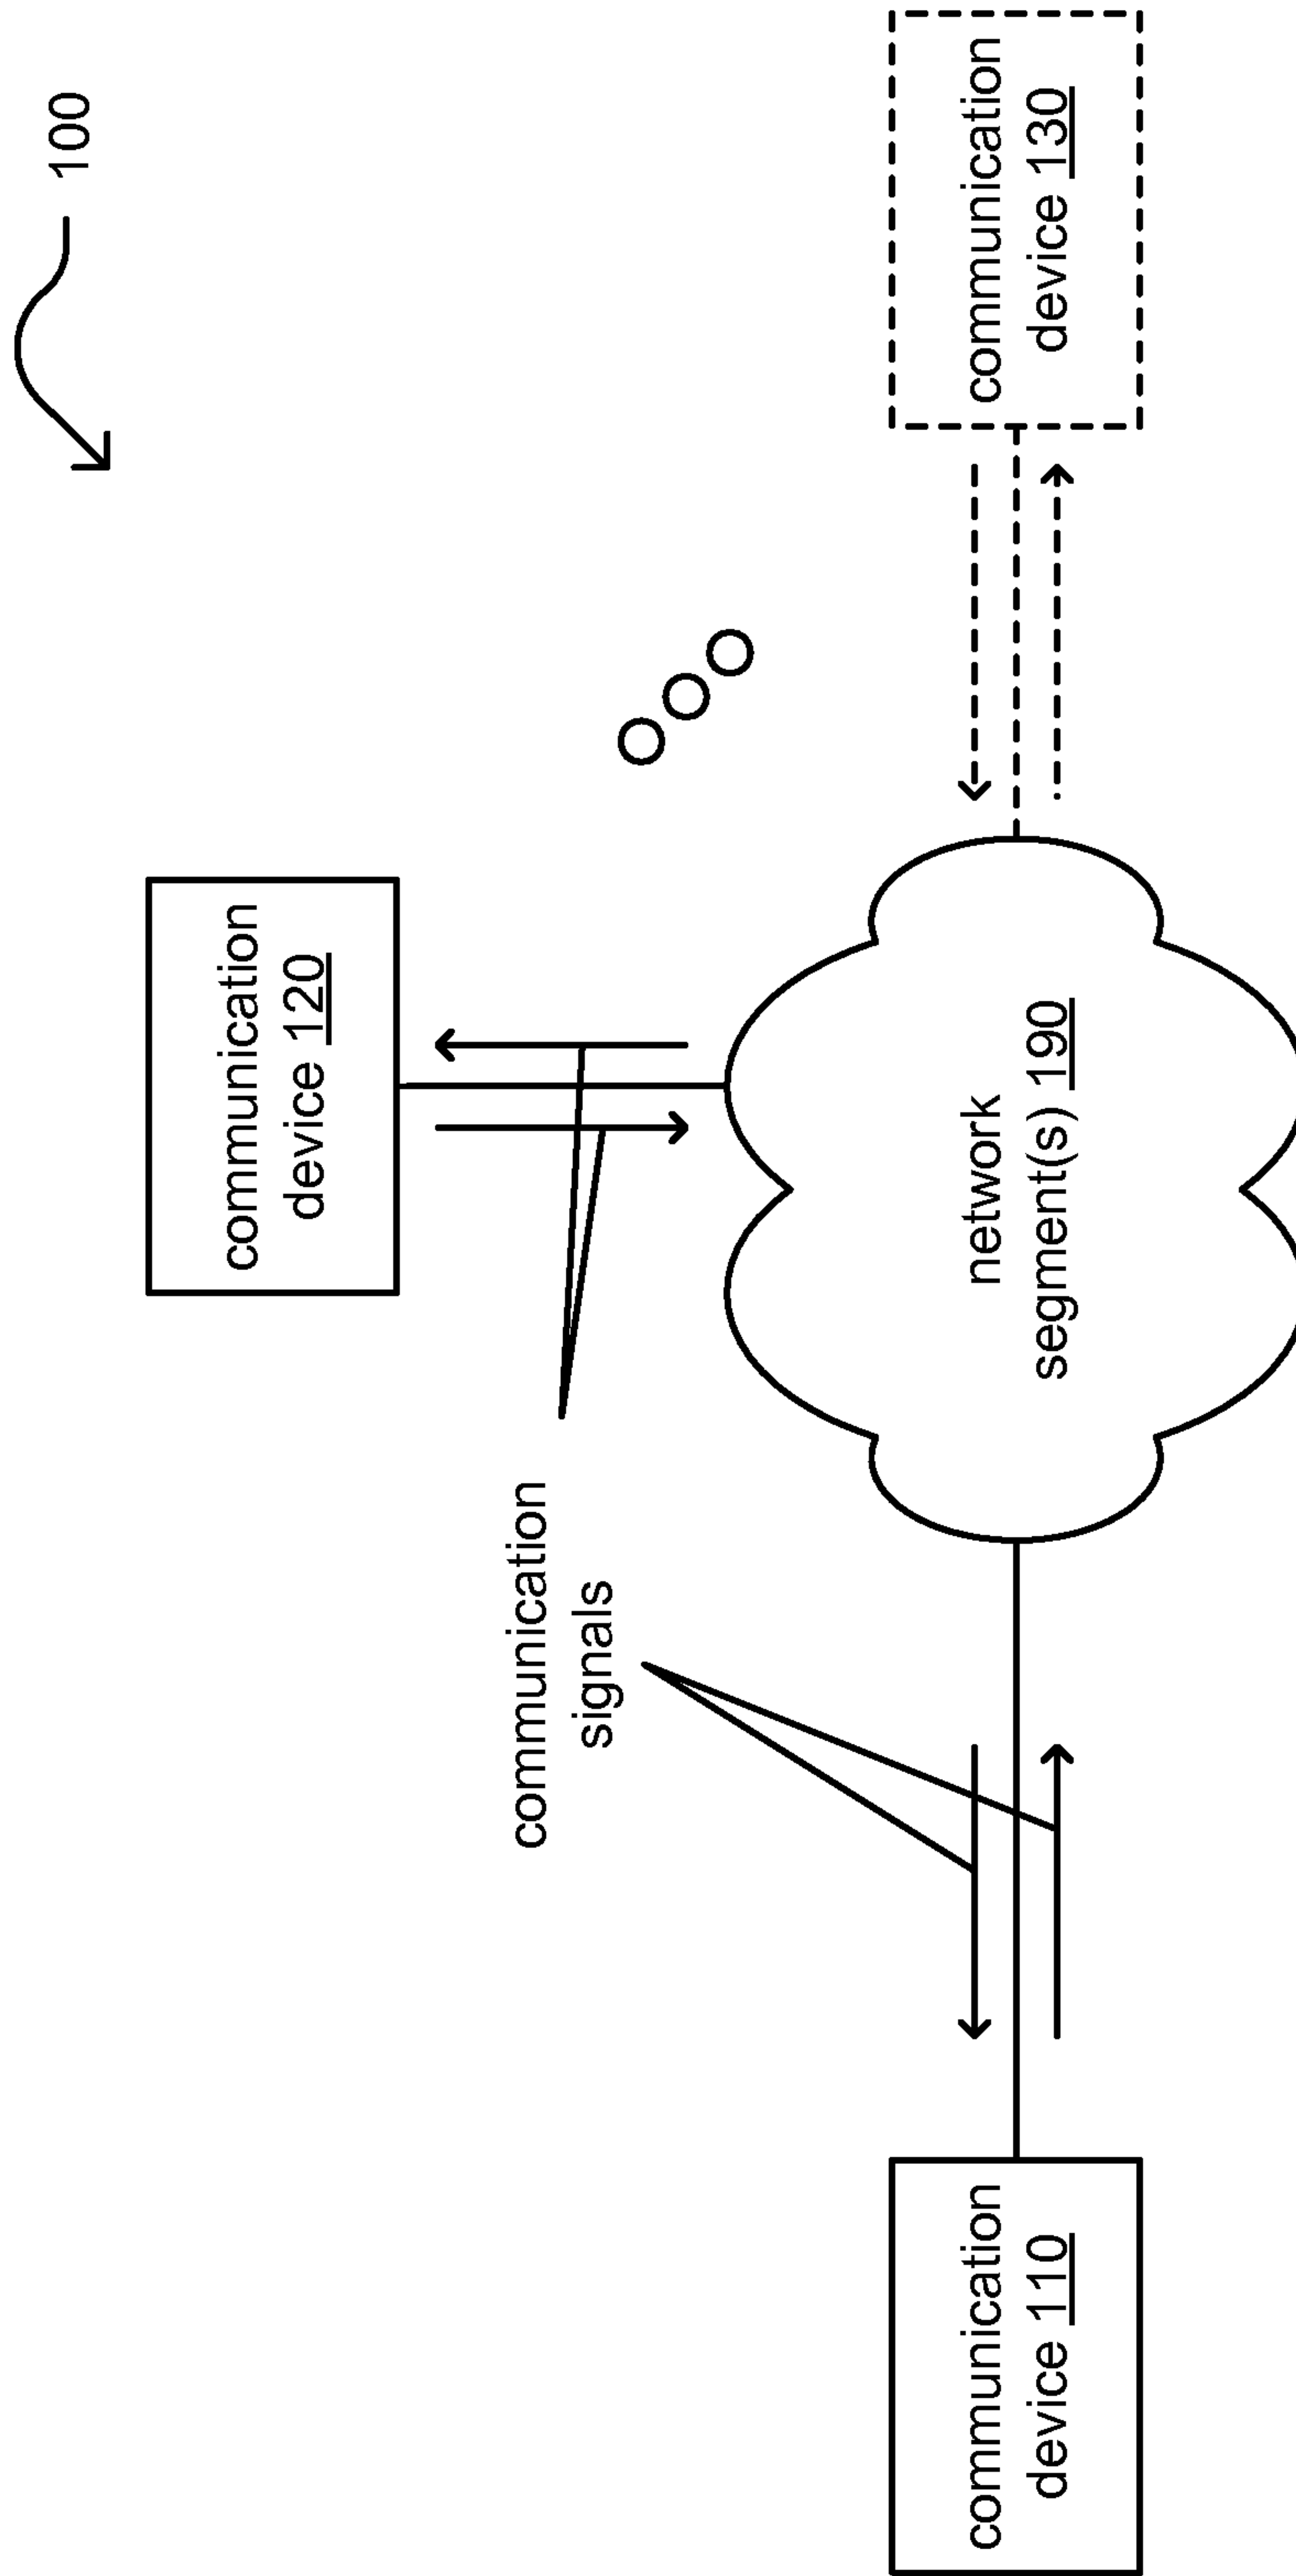 100
communication
device 120
communication
signals
communication
device 110
network
segment(s) 190
communication
device 130